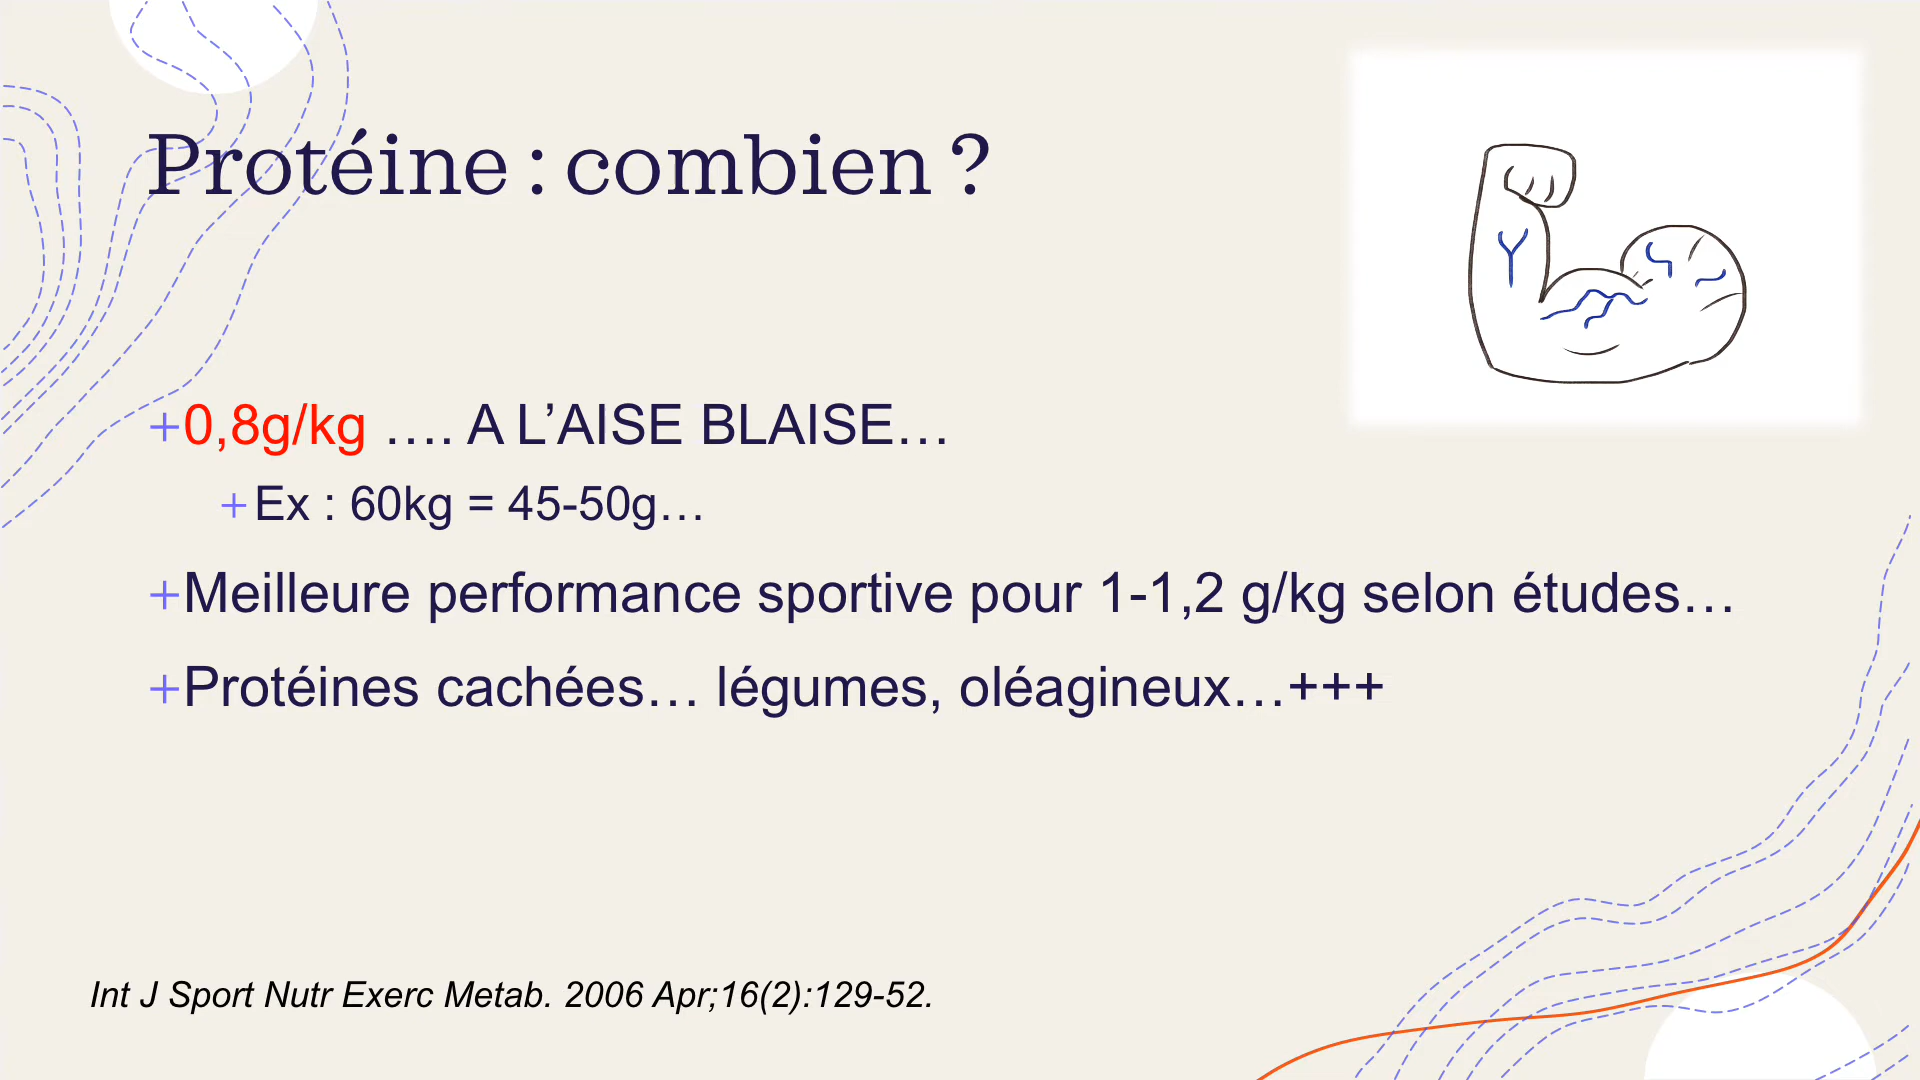 Protéine : combien ?
+0,8g/kg …. A L’AISE BLAISE…
+Ex : 60kg = 45-50g…
+Meilleure performance sportive pour 1-1,2 g/kg selon études…
+Protéines cachées… légumes, oléagineux…+++
Int J Sport Nutr Exerc Metab. 2006 Apr;16(2):129-52.